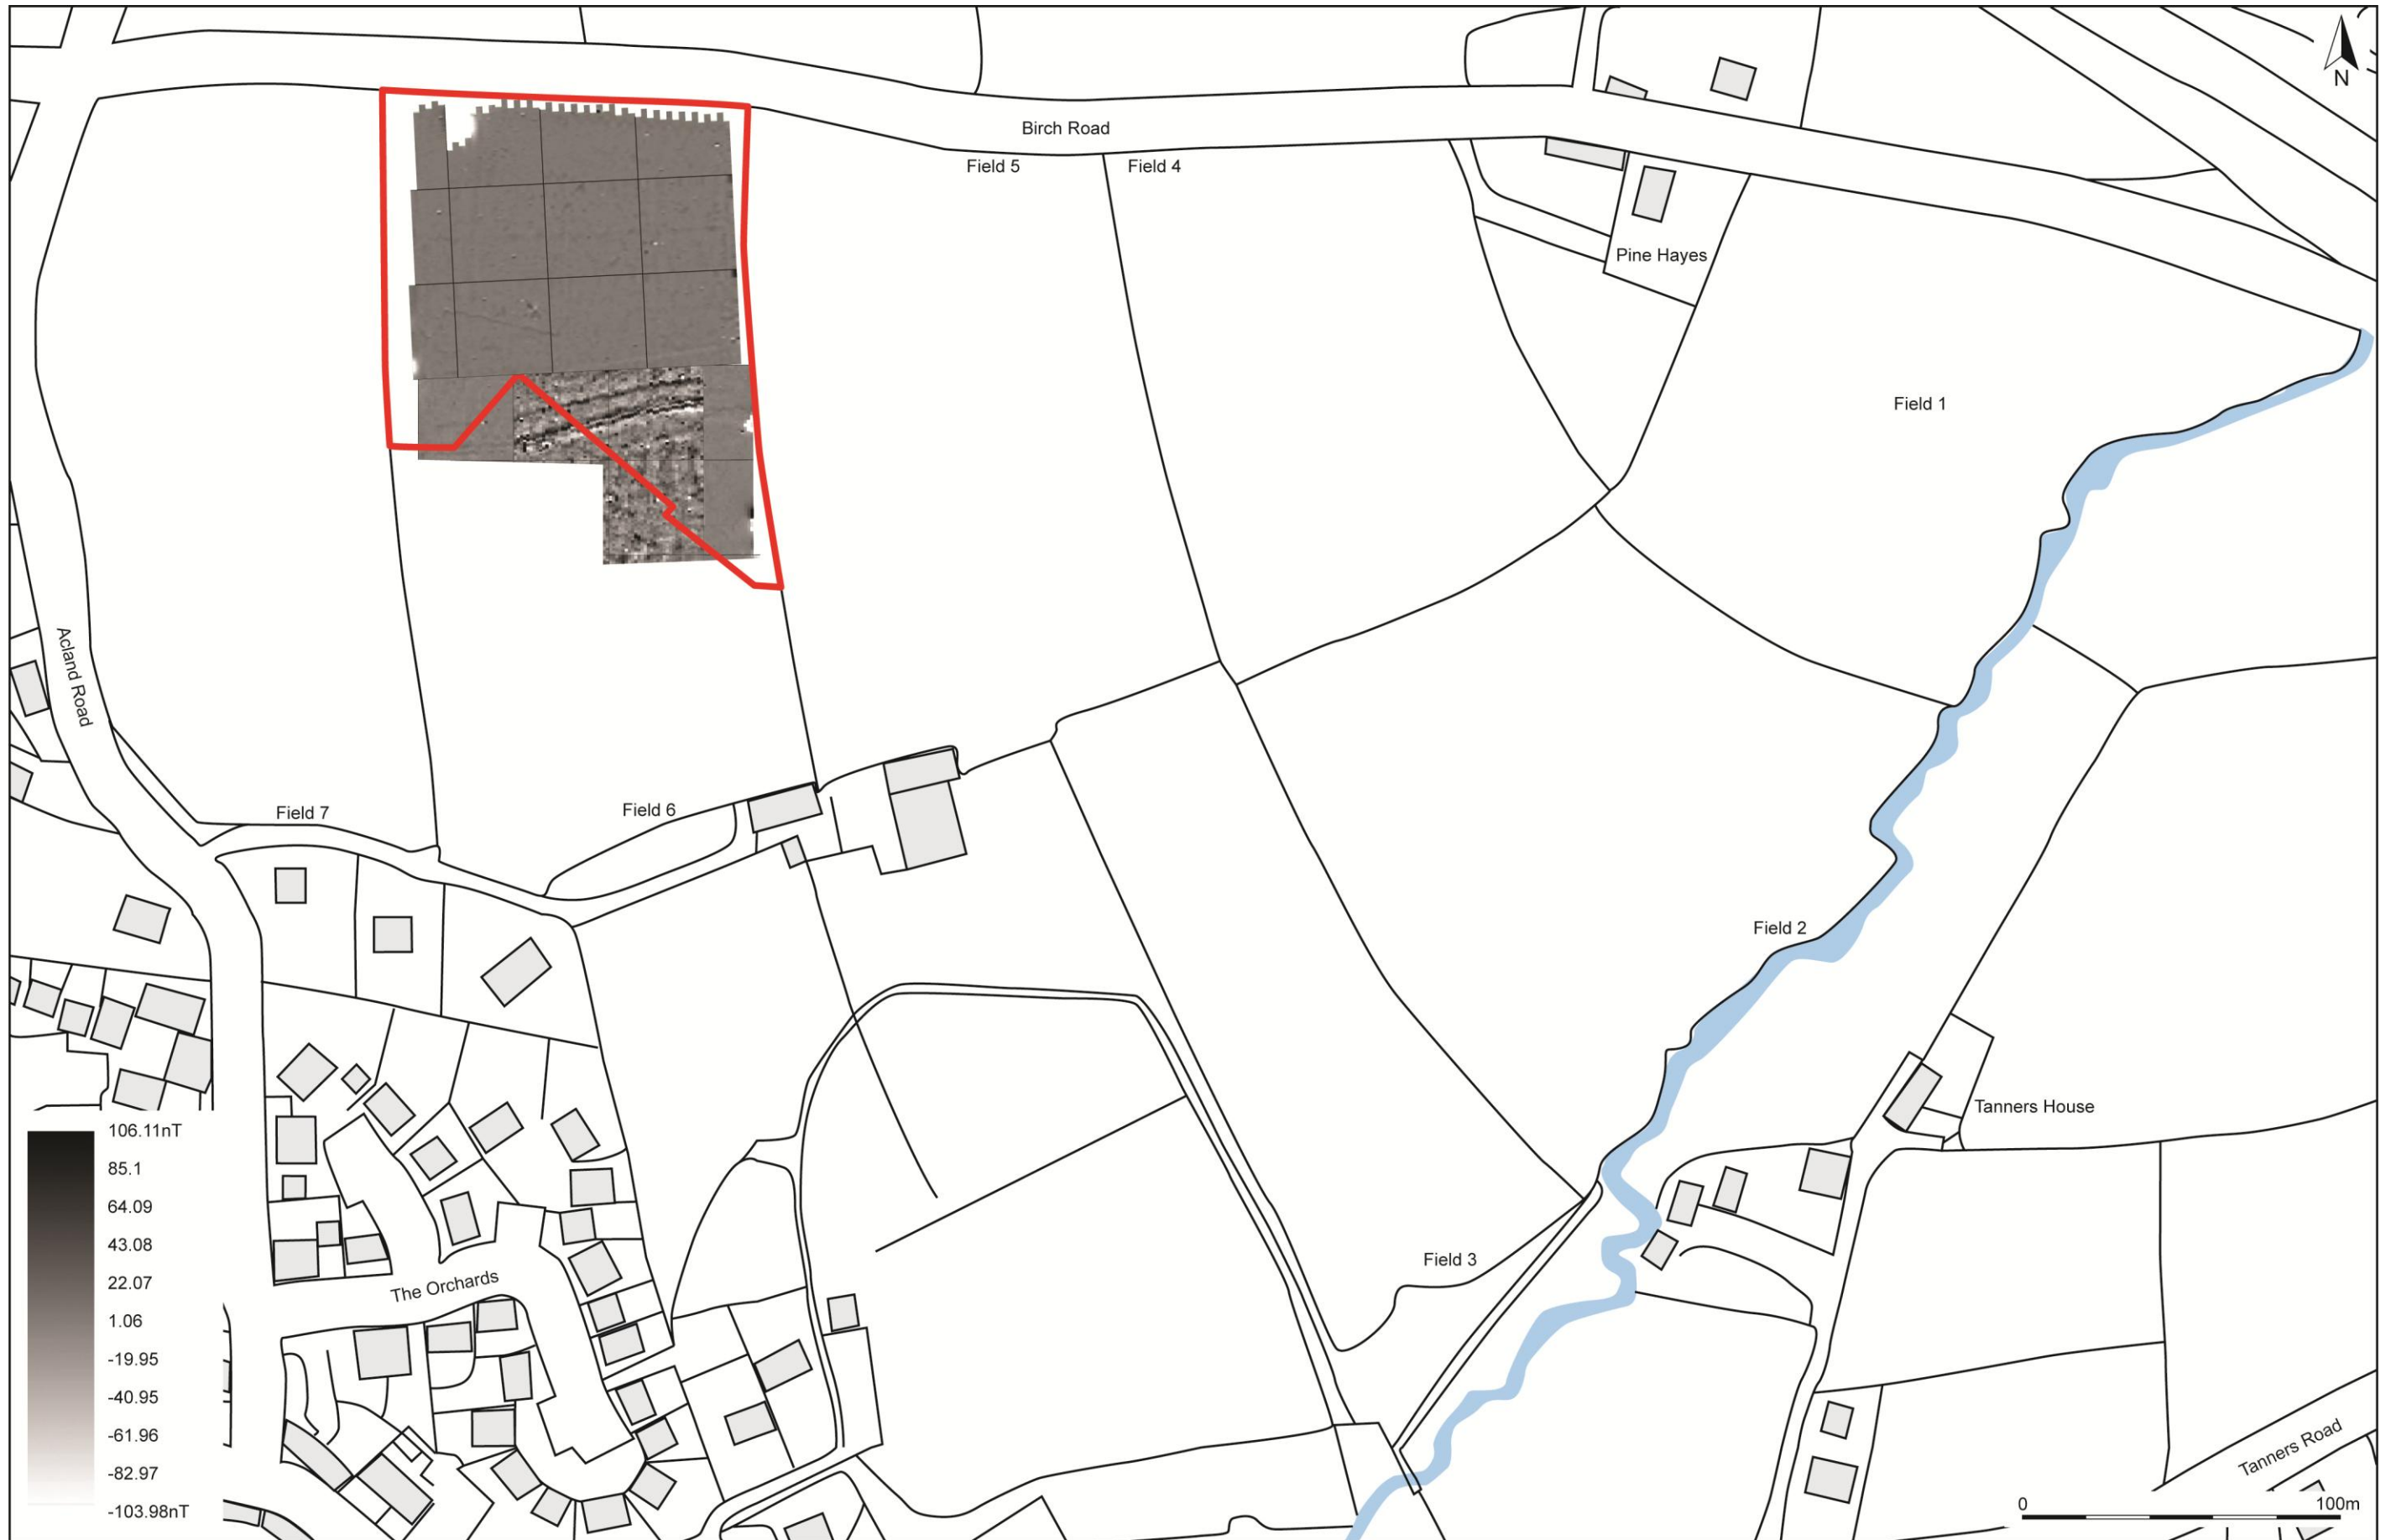 N
Birch Road
Field 5
Field 4
Pine Hayes
Field 1
Acland Road
Field 7
Field 6
Field 2
Tanners House
106.11nT
85.1
64.09
43.08
22.07
1.06
-19.95
-40.95
-61.96
-82.97
-103.98nT
Field 3
The Orchards
Tanners Road
0
100m